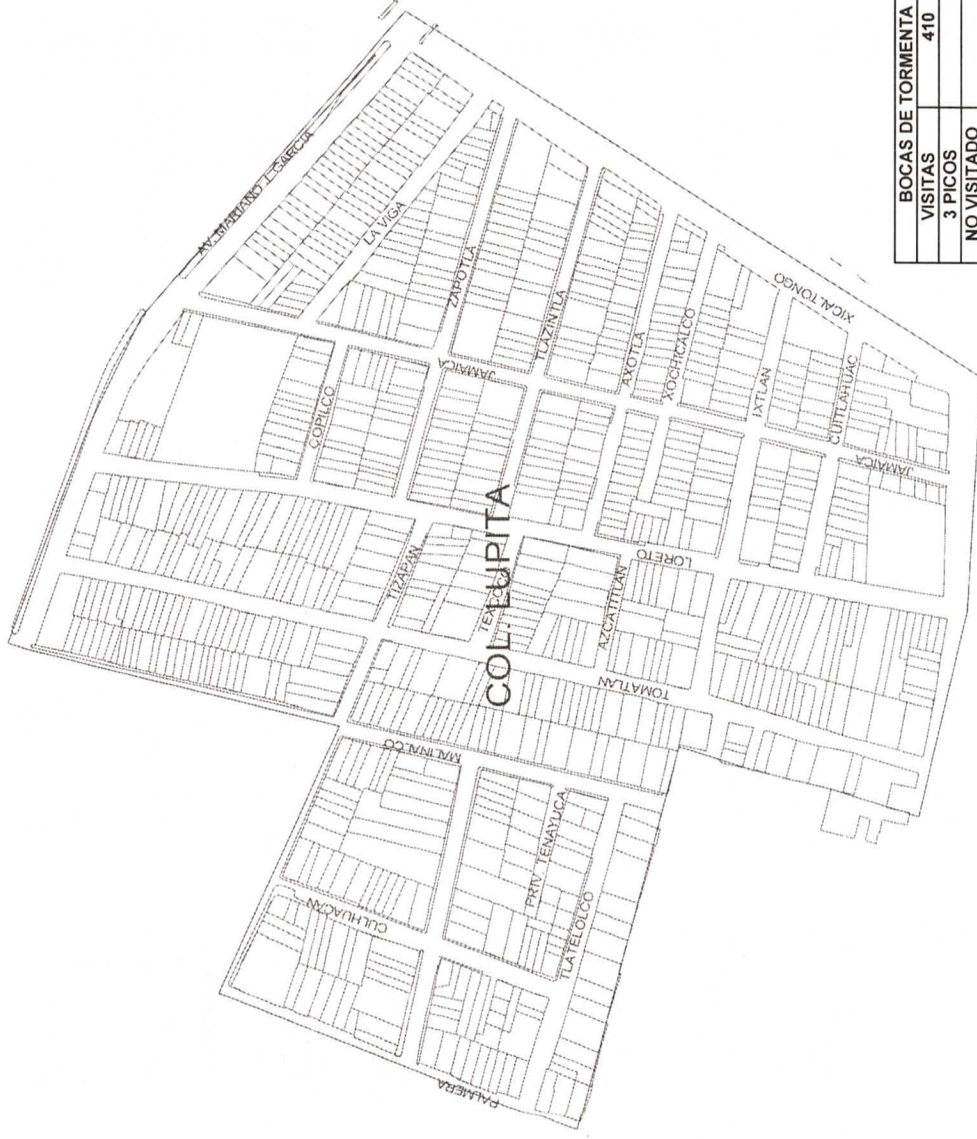 AV. MARIANO J. GARCIA
LA VIGA
ZAPOTLA
COPILCO
JAMAICA
TLAZINTLA
AXOTLA
XOCHICALCO
XICALTONGO
IXTLAN
CUITLAHUAC
JAMAICA
TIZAPAN
COL. LUPITA
TEXCOCO
AZCATITLAN
LORETO
TOMATLAN
MALINALCO
CULHUACAN
PRIV. TENAYUCA
TLATELOLCO
PALMERA
BOCAS DE TORMENTA
VISITAS 410
3 PICOS
NO VISITADO